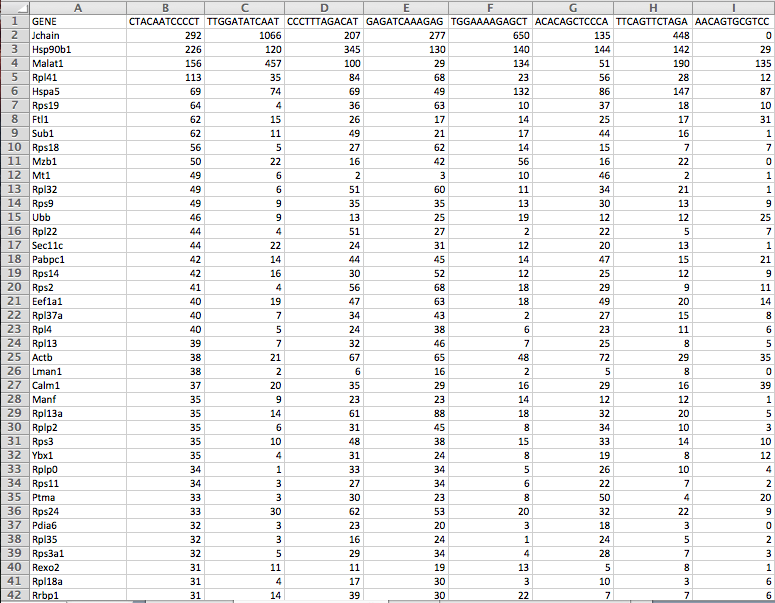 A B C D E F G H I
1 GENE CTACAATCCCCT TTGGATATCAAT CCCTTTAGACAT GAGATCAAAGAG TGGAAAAGAGCT ACACAGCTCCCA TTCAGTTCTAGA AACAGTGCGTCC
2 Jchain 292 1066 207 277 650 135 448 0
3 Hsp90b1 226 120 345 130 140 144 142 29
4 Malat1 156 457 100 29 134 51 190 135
5 Rpl41 113 35 84 68 23 56 28 12
6 Hspa5 69 74 69 49 132 86 147 87
7 Rps19 64 4 36 63 10 37 18 10
8 Ftl1 62 15 26 17 14 25 17 31
9 Sub1 62 11 49 21 17 44 16 1
10 Rps18 56 5 27 62 14 15 7 7
11 Mzb1 50 22 16 42 56 16 22 0
12 Mt1 49 6 2 3 10 46 2 1
13 Rpl32 49 6 51 60 11 34 21 1
14 Rps9 49 9 35 35 13 30 13 9
15 Ubb 46 9 13 25 19 12 12 25
16 Rpl22 44 4 51 27 2 22 5 7
17 Sec11c 44 22 24 31 12 20 13 1
18 Pabpc1 42 14 44 45 14 47 15 21
19 Rps14 42 16 30 52 12 25 12 9
20 Rps2 41 4 56 68 18 29 9 11
21 Eef1a1 40 19 47 63 18 49 20 14
22 Rpl37a 40 7 34 43 2 27 15 8
23 Rpl4 40 5 24 38 6 23 11 6
24 Rpl13 39 7 32 46 7 25 8 5
25 Actb 38 21 67 65 48 72 29 35
26 Lman1 38 2 6 16 2 5 8 0
27 Calm1 37 20 35 29 16 29 16 39
28 Manf 35 9 23 23 14 12 12 1
29 Rpl13a 35 14 61 88 18 32 20 5
30 Rplp2 35 6 31 45 8 34 10 3
31 Rps3 35 10 48 38 15 33 14 10
32 Ybx1 35 4 31 24 8 19 8 12
33 Rplp0 34 1 33 34 5 26 10 4
34 Rps11 34 3 27 34 6 22 7 2
35 Ptma 33 3 30 23 8 50 4 20
36 Rps24 33 30 62 53 20 32 22 9
37 Pdia6 32 3 23 20 3 18 3 0
38 Rpl35 32 3 16 24 1 24 5 2
39 Rps3a1 32 5 29 34 4 28 7 3
40 Rexo2 31 11 11 19 13 5 8 1
41 Rpl18a 31 4 17 30 3 10 3 6
42 Rrbp1 31 14 39 30 22 7 7 6